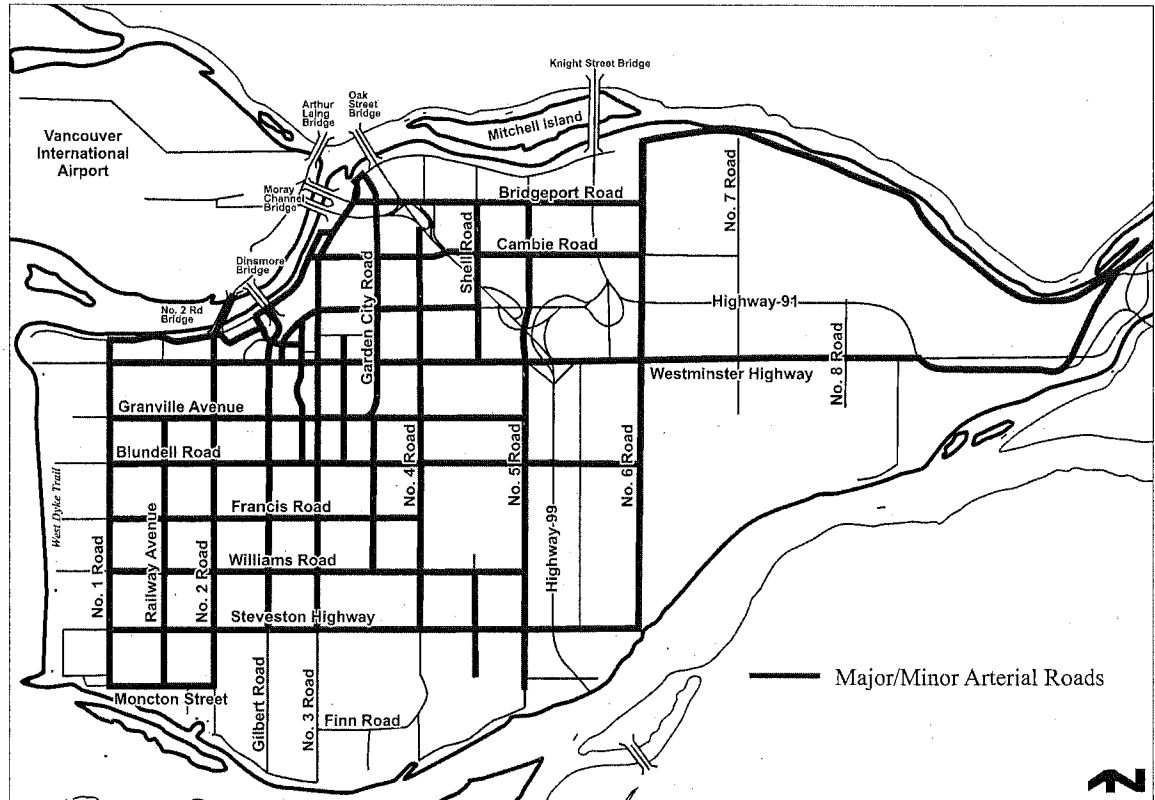 Knight Street Bridge
Arthur
Laing
Bridge
Oak
Street
Bridge
Mitchell Island
Vancouver
International
Airport
Moray
Channel
Bridge
Bridgeport Road
No. 7 Road
Shell Road
Cambie Road
Garden City Road
Dinsmore
Bridge
No. 2 Rd
Bridge
Highway-91
No. 8 Road
Westminster Highway
Granville Avenue
Blundell Road
No. 4 Road
No. 5 Road
No. 6 Road
West Dyke Trail
Francis Road
Railway Avenue
No. 1 Road
No. 2 Road
Williams Road
Highway-99
Steveston Highway
Major/Minor Arterial Roads
Moncton Street
Gilbert Road
No. 3 Road
Finn Road
N